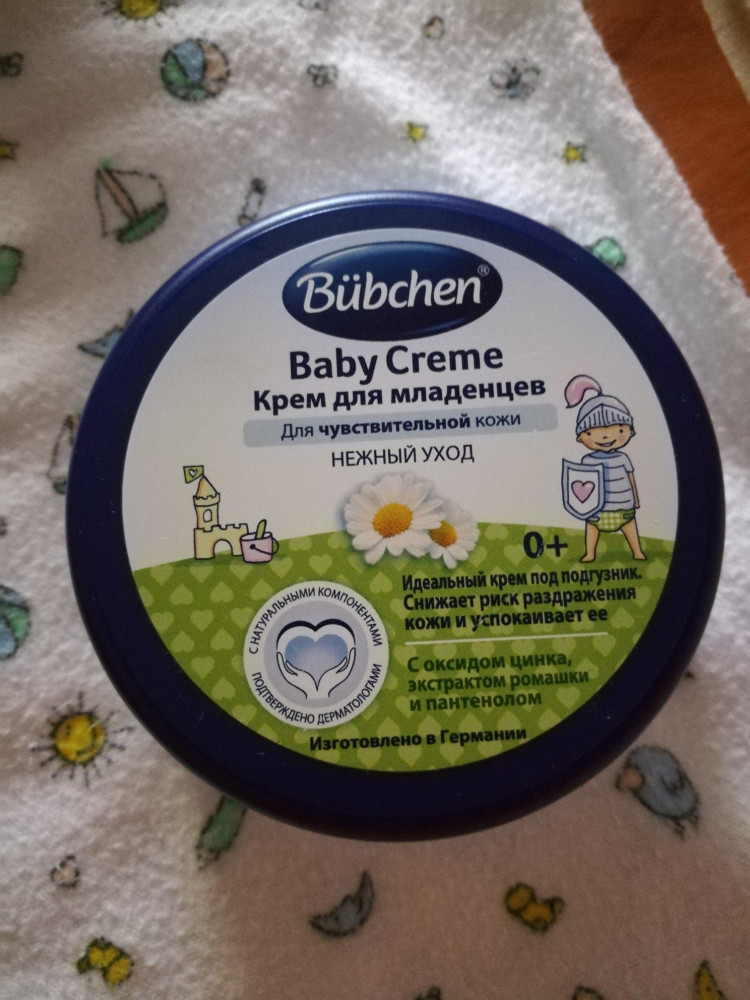 Bübchen®
Baby Creme
Крем для младенцев
Для чувствительной кожи
НЕЖНЫЙ УХОД
0+
Идеальный крем под подгузник.
Снижает риск раздражения
кожи и успокаивает ее
С оксидом цинка,
экстрактом ромашки
и пантенолом
С НАТУРАЛЬНЫМИ КОМПОНЕНТАМИ
ПОДТВЕРЖДЕНО ДЕРМАТОЛОГАМИ
Изготовлено в Германии